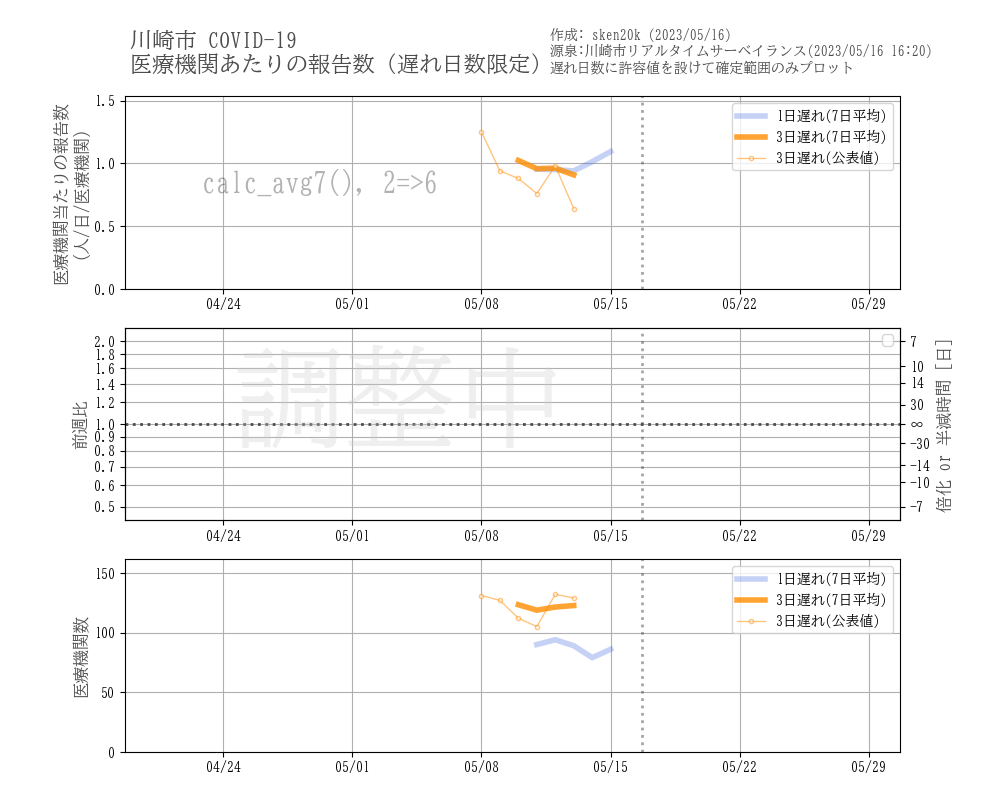 川崎市 COVID-19
医療機関あたりの報告数（遅れ日数限定）
作成: sken20k (2023/05/16)
源泉:川崎市リアルタイムサーベイランス(2023/05/16 16:20)
遅れ日数に許容値を設けて確定範囲のみプロット
医療機関当たりの報告数
(人/日/医療機関)
1.5
1.0
0.5
0.0
calc_avg7(), 2=>6
1日遅れ(7日平均)
3日遅れ(7日平均)
3日遅れ(公表値)
04/24 05/01 05/08 05/15 05/22 05/29
前週比
2.0
1.8
1.6
1.4
1.2
1.0
0.9
0.8
0.7
0.6
0.5
調整中
7
10
14
30
∞
-30
-14
-10
-7
倍化 or 半減時間 [日]
04/24 05/01 05/08 05/15 05/22 05/29
医療機関数
150
100
50
0
1日遅れ(7日平均)
3日遅れ(7日平均)
3日遅れ(公表値)
04/24 05/01 05/08 05/15 05/22 05/29